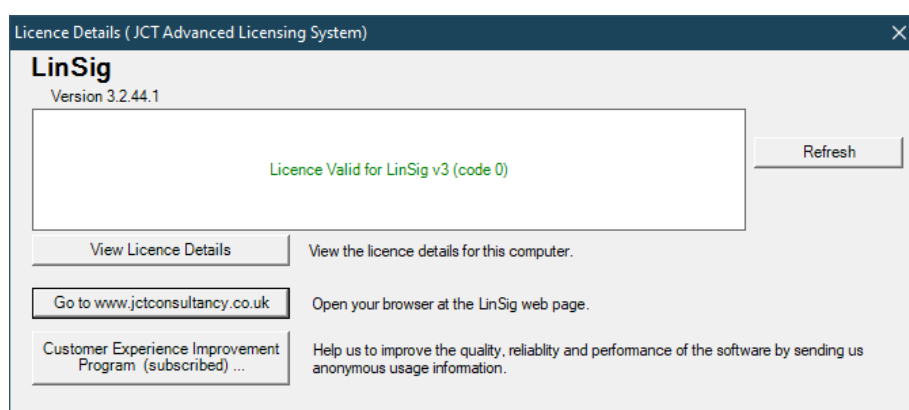 Licence Details ( JCT Advanced Licensing System)
LinSig
Version 3.2.44.1
Licence Valid for LinSig v3 (code 0)
Refresh
View Licence Details
View the licence details for this computer.
Go to www.jctconsultancy.co.uk
Open your browser at the LinSig web page.
Customer Experience Improvement
Program (subscribed) ...
Help us to improve the quality, reliablity and performance of the software by sending us
anonymous usage information.